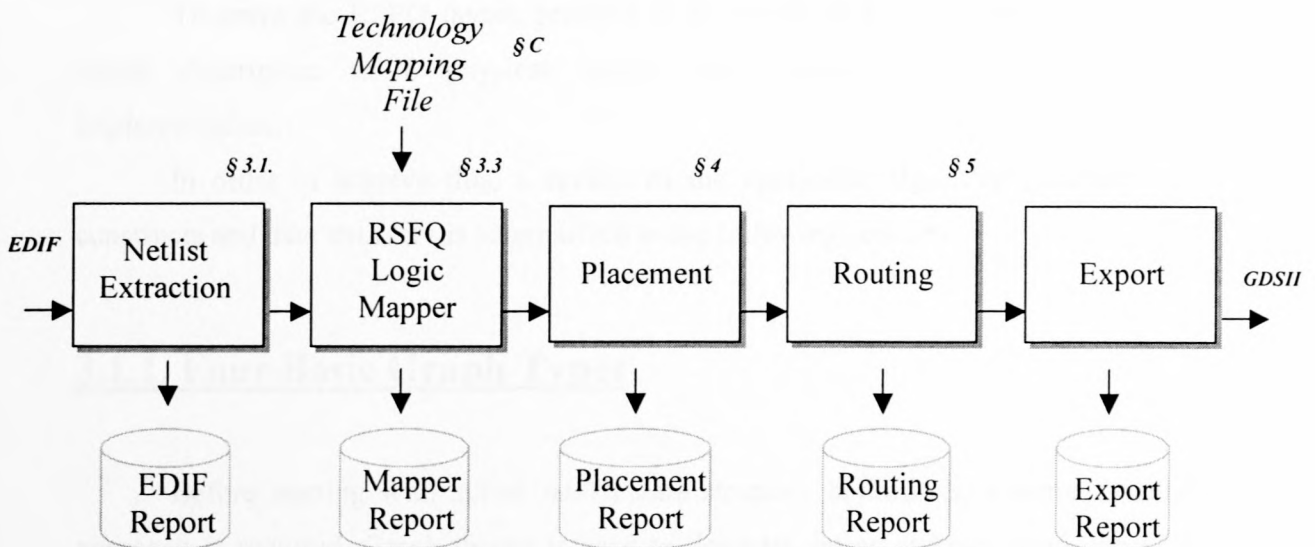 Technology
Mapping
File
§ C
§ 3.1.
§ 3.3
§ 4
§ 5
EDIF
Netlist
Extraction
RSFQ
Logic
Mapper
Placement
Routing
Export
GDSII
EDIF
Report
Mapper
Report
Placement
Report
Routing
Report
Export
Report